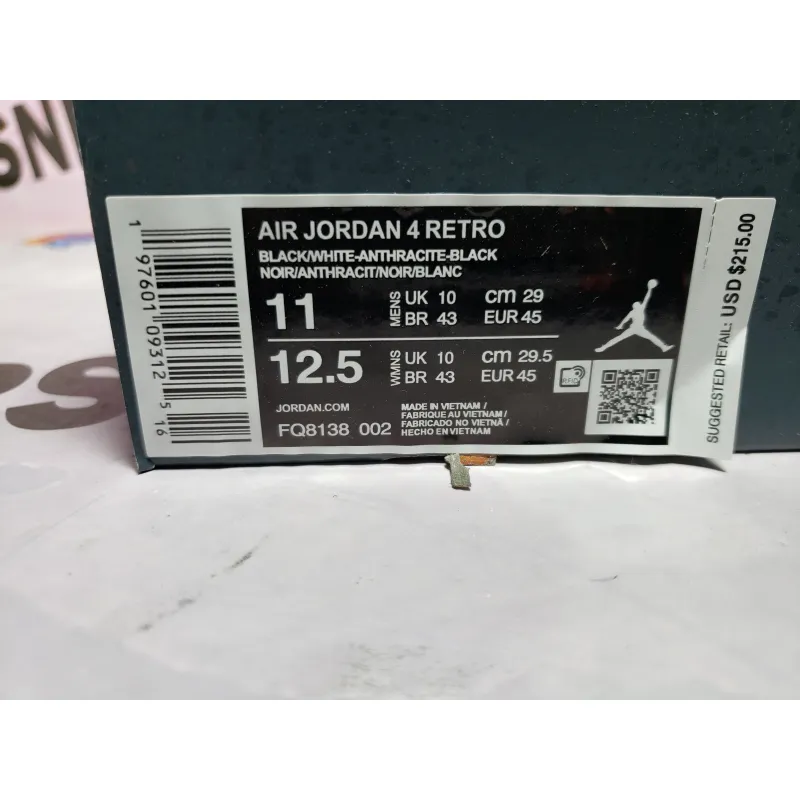 SN
PS
AIR JORDAN 4 RETRO
BLACK/WHITE-ANTHRACITE-BLACK
NOIR/ANTHRACIT/NOIR/BLANC
11 MENS UK 10 cm 29
BR 43 EUR 45
12.5 WMNS UK 10 cm 29.5
BR 43 EUR 45
RFID
JORDAN.COM
FQ8138 002
MADE IN VIETNAM /
FABRIQUE AU VIETNAM /
FABRICADO NO VIETNÃ /
HECHO EN VIETNAM
1 97601 09312 5 16
SUGGESTED RETAIL: USD $215.00